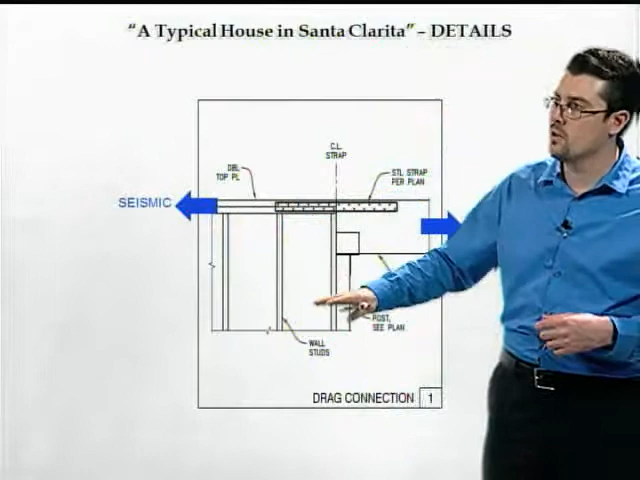 “A Typical House in Santa Clarita” – DETAILS
C.L.
STRAP
DBL
TOP PL
STL STRAP
PER PLAN
SEISMIC
POST,
SEE PLAN
WALL
STUDS
DRAG CONNECTION 1